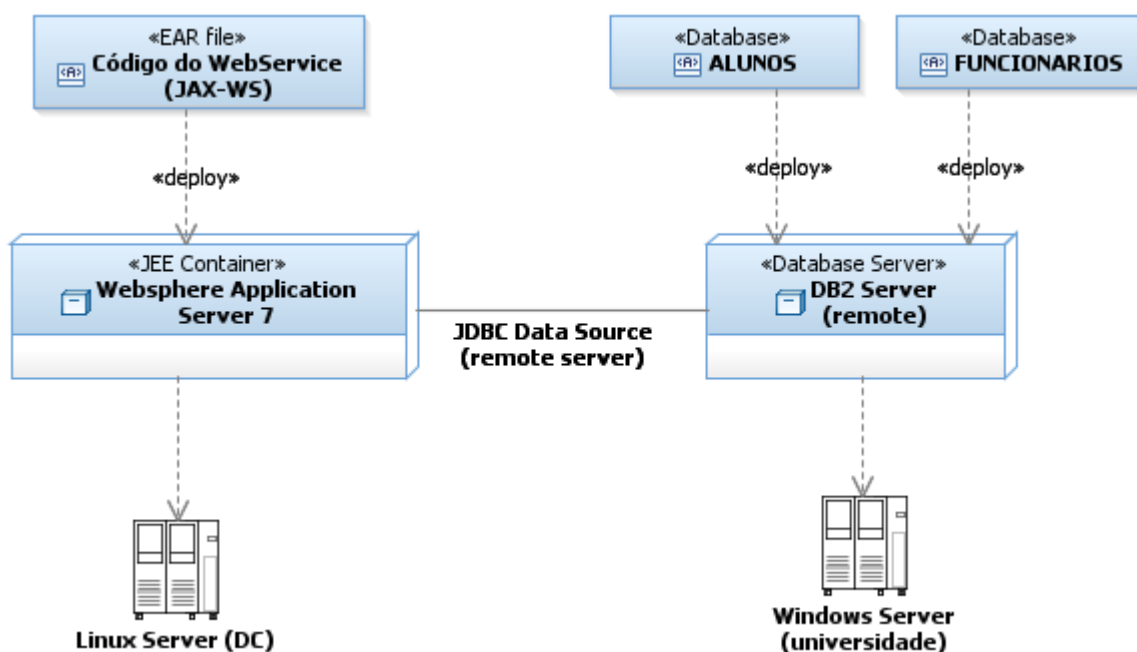 «EAR file»
Código do WebService
(JAX-WS)
«Database»
ALUNOS
«Database»
FUNCIONARIOS
«deploy»
«deploy»
«deploy»
«JEE Container»
Websphere Application
Server 7
JDBC Data Source
(remote server)
«Database Server»
DB2 Server
(remote)
Linux Server (DC)
Windows Server
(universidade)